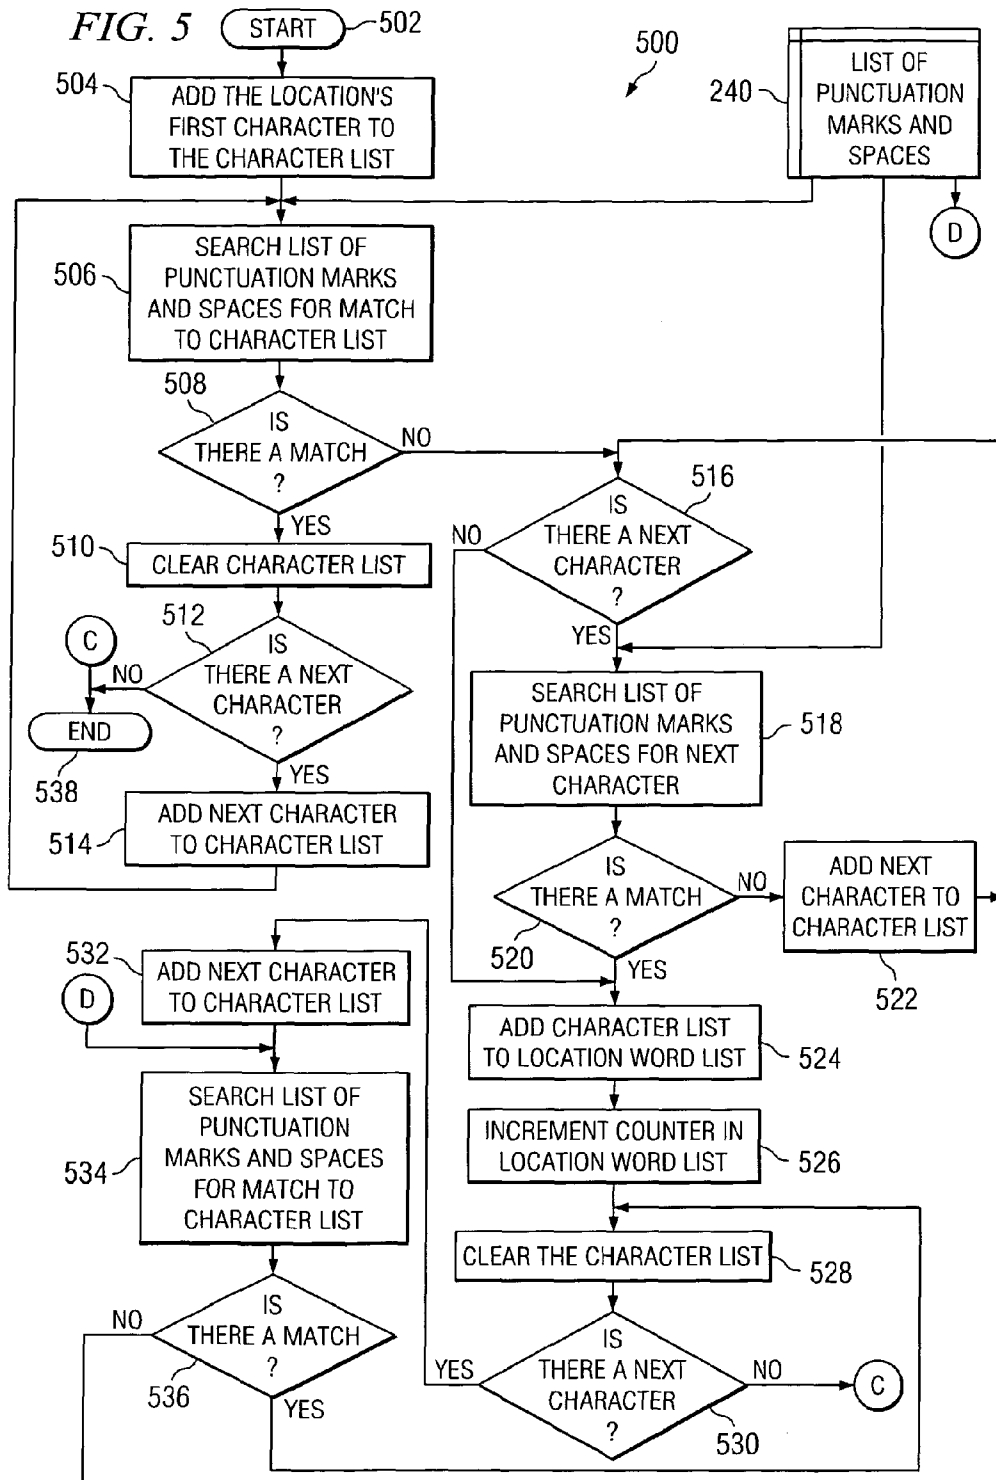 FIG. 5
START
502
500
504
ADD THE LOCATION'S
FIRST CHARACTER TO
THE CHARACTER LIST
240
LIST OF
PUNCTUATION
MARKS AND
SPACES
D
506
SEARCH LIST OF
PUNCTUATION MARKS
AND SPACES FOR MATCH
TO CHARACTER LIST
508
IS
THERE A MATCH
?
NO
YES
510
CLEAR CHARACTER LIST
512
IS
THERE A NEXT
CHARACTER
?
C
NO
END
538
YES
514
ADD NEXT CHARACTER
TO CHARACTER LIST
516
IS
THERE A NEXT
CHARACTER
?
NO
YES
SEARCH LIST OF
PUNCTUATION MARKS
AND SPACES FOR NEXT
CHARACTER
518
IS
THERE A MATCH
?
520
NO
YES
ADD NEXT
CHARACTER TO
CHARACTER LIST
522
ADD CHARACTER LIST
TO LOCATION WORD LIST
524
INCREMENT COUNTER IN
LOCATION WORD LIST
526
CLEAR THE CHARACTER LIST
528
IS
THERE A NEXT
CHARACTER
?
530
YES
NO
C
532
ADD NEXT CHARACTER
TO CHARACTER LIST
D
534
SEARCH LIST OF
PUNCTUATION
MARKS AND SPACES
FOR MATCH TO
CHARACTER LIST
IS
THERE A MATCH
?
536
NO
YES